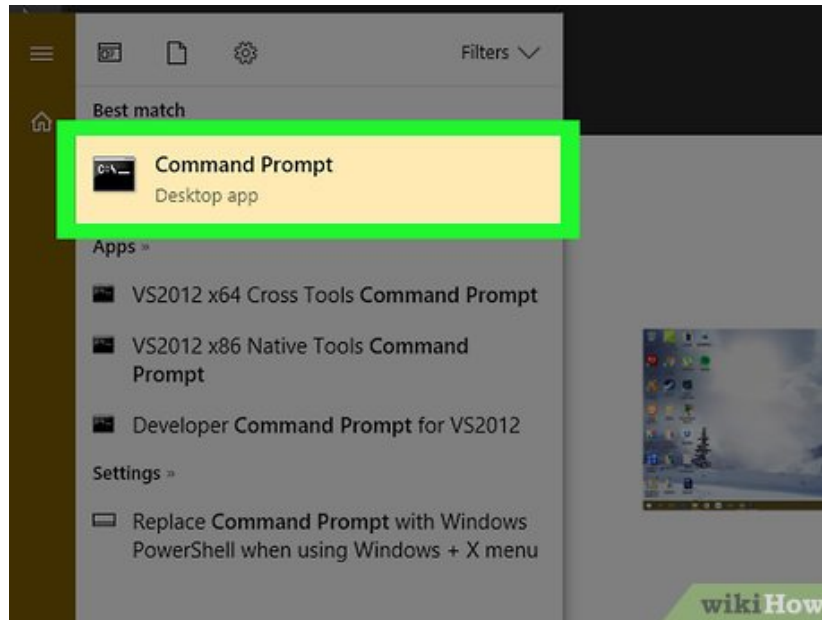 Filters
Best match
Command Prompt
Desktop app
Apps »
VS2012 x64 Cross Tools Command Prompt
VS2012 x86 Native Tools Command
Prompt
Developer Command Prompt for VS2012
Settings »
Replace Command Prompt with Windows
PowerShell when using Windows + X menu
wikiHow